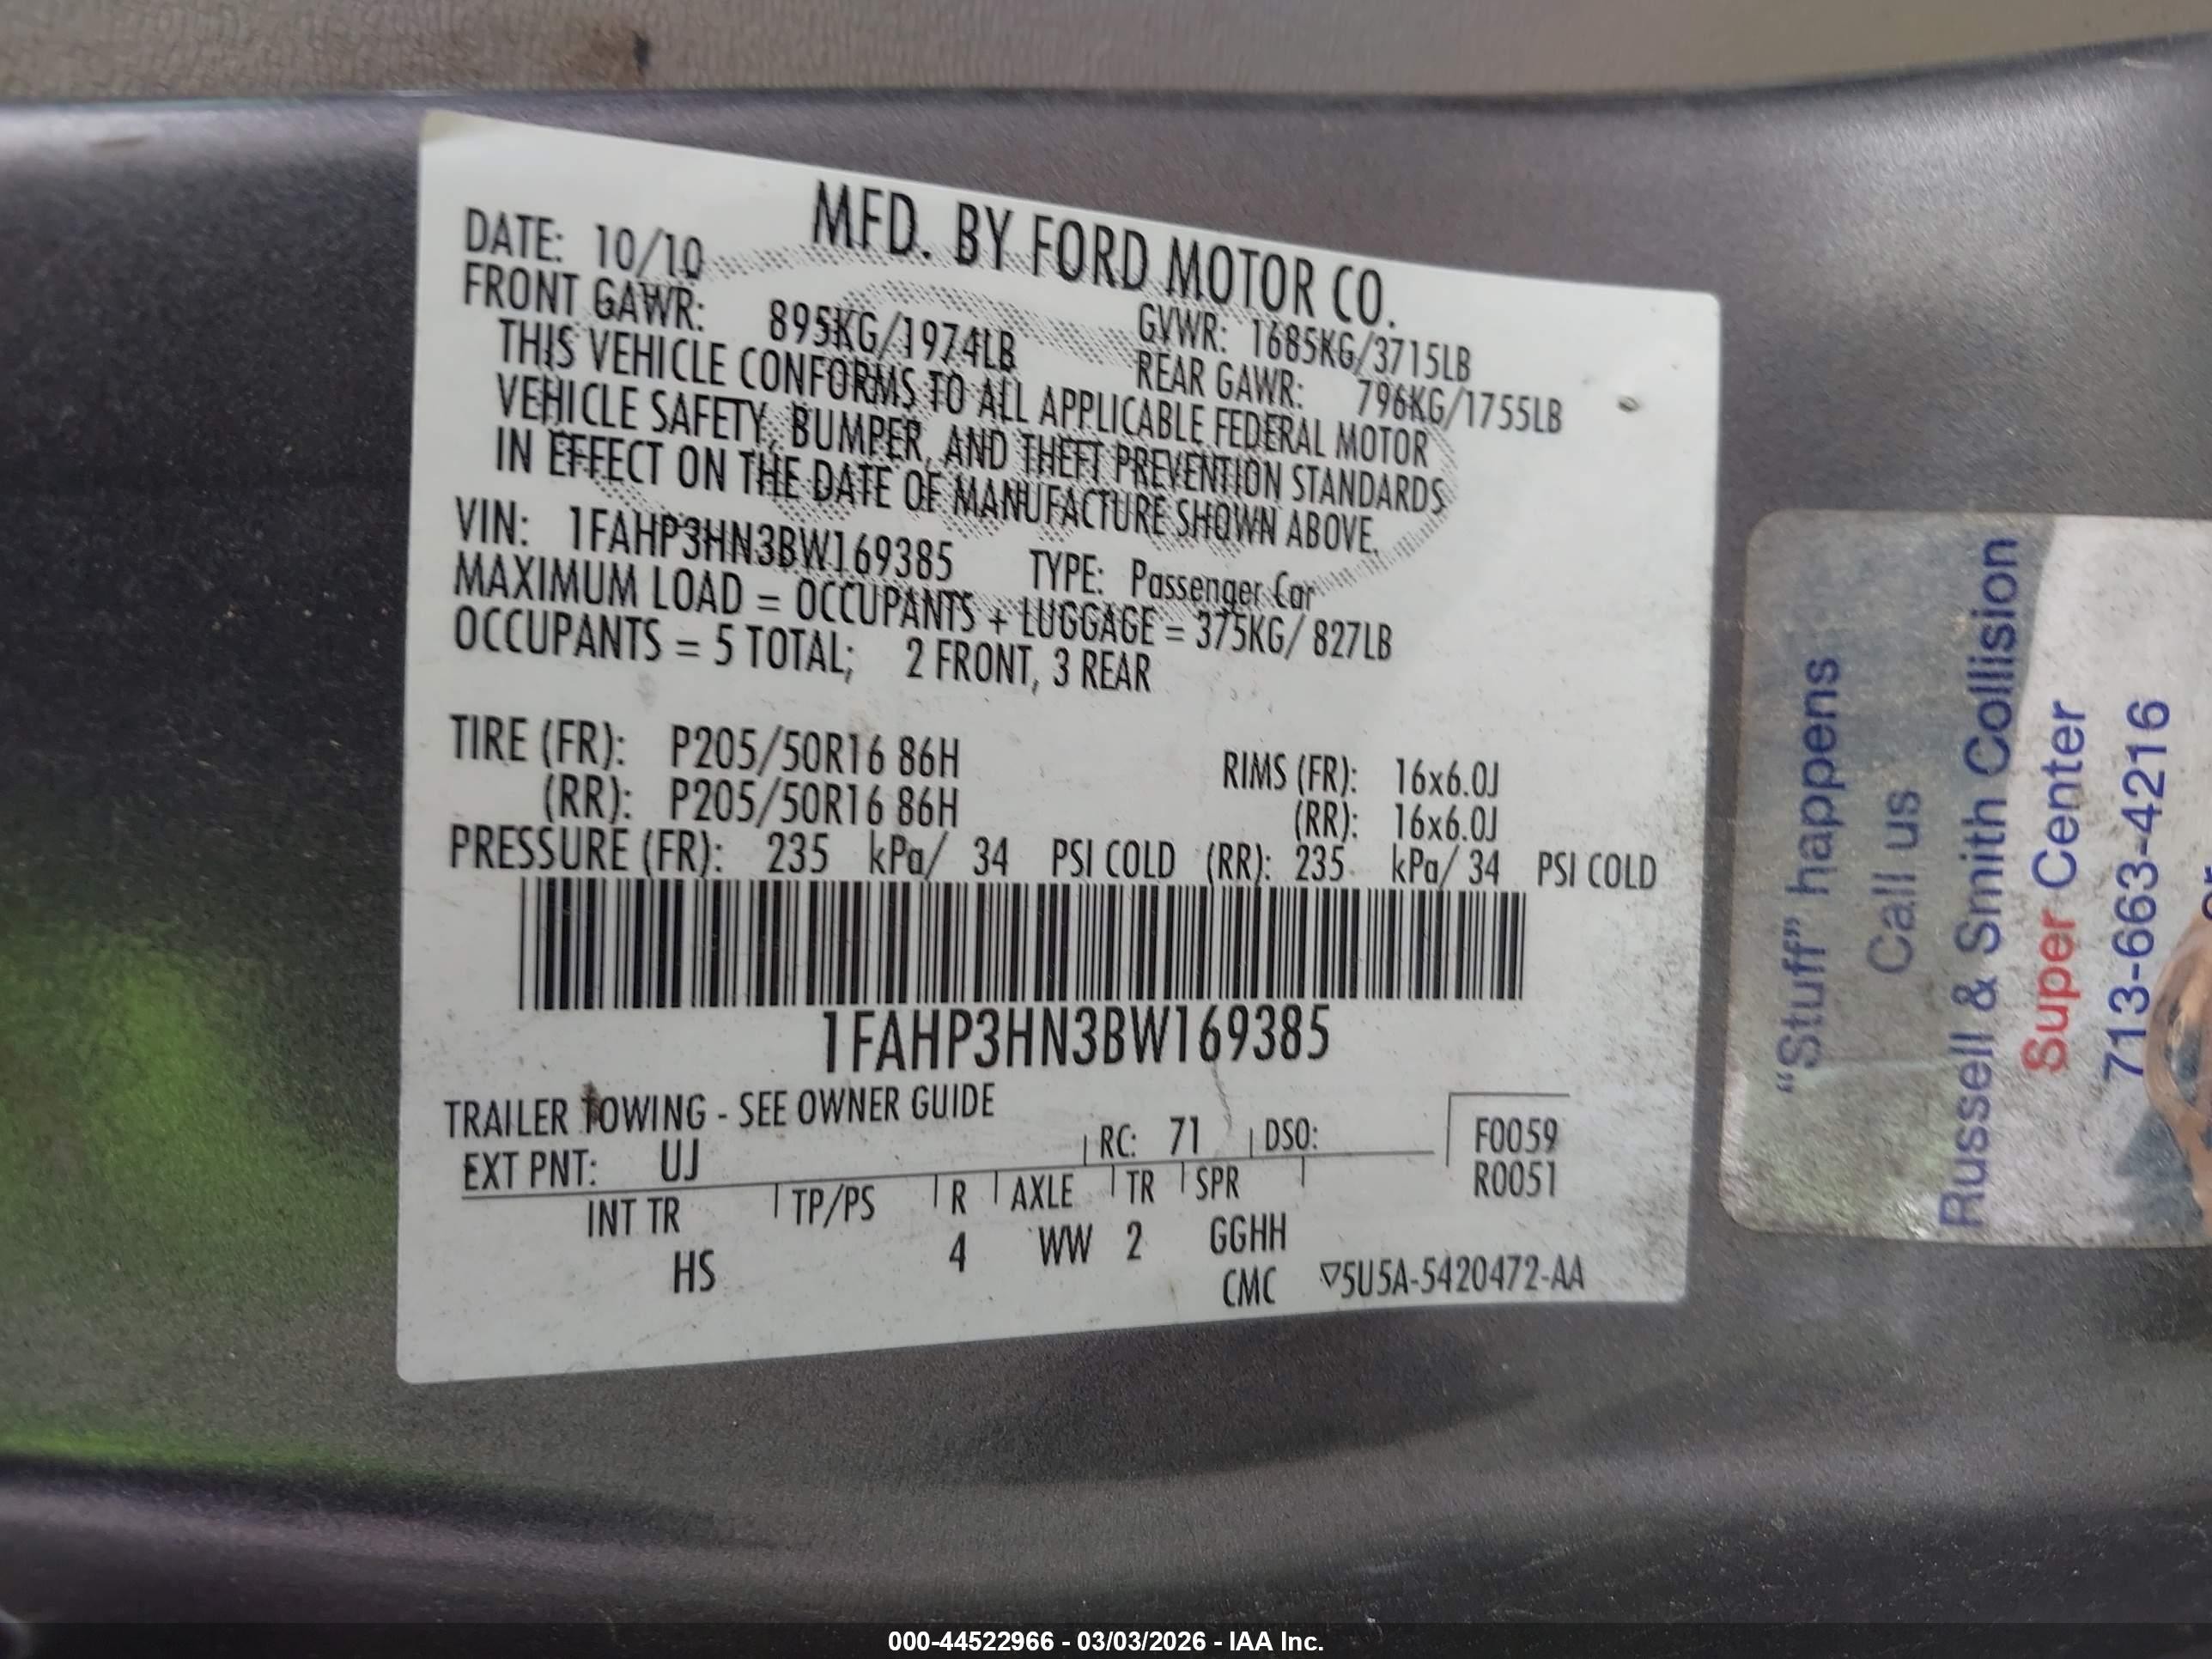 MFD. BY FORD MOTOR CO.
DATE: 10/10
GVWR: 1685KG/3715LB
FRONT GAWR: 895KG/1974LB
REAR GAWR: 796KG/1755LB
THIS VEHICLE CONFORMS TO ALL APPLICABLE FEDERAL MOTOR
VEHICLE SAFETY, BUMPER, AND THEFT PREVENTION STANDARDS
IN EFFECT ON THE DATE OF MANUFACTURE SHOWN ABOVE.
VIN: 1FAHP3HN3BW169385 TYPE: Passenger Car
MAXIMUM LOAD = OCCUPANTS + LUGGAGE = 375KG/ 827LB
OCCUPANTS = 5 TOTAL; 2 FRONT, 3 REAR
TIRE (FR): P205/50R16 86H RIMS (FR): 16x6.0J
(RR): P205/50R16 86H (RR): 16x6.0J
PRESSURE (FR): 235 kPa/ 34 PSI COLD (RR): 235 kPa/ 34 PSI COLD
1FAHP3HN3BW169385
TRAILER TOWING - SEE OWNER GUIDE
EXT PNT: UJ RC: 71 DSO: F0059
R0051
INT TR TP/PS R AXLE TR SPR
HS 4 WW 2 GGHH
CMC ▽5U5A-5420472-AA
"Stuff" happens
Call us
Russell & Smith Collision
Super Center
713-663-4216
000-44522966 - 03/03/2026 - IAA Inc.